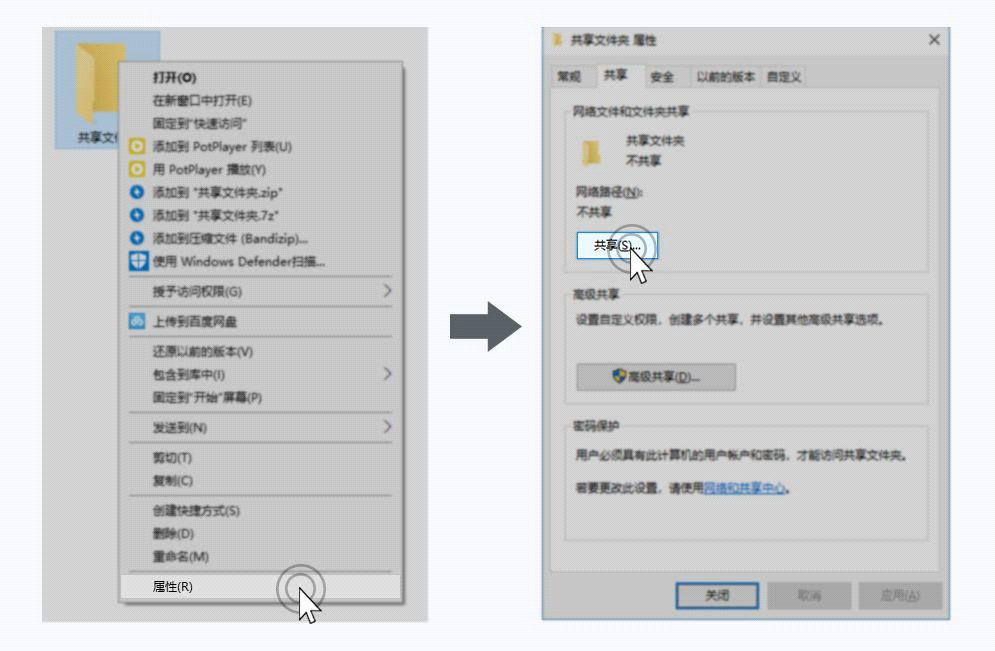 共享文
打开(O)
在新窗口中打开(E)
固定到"快速访问"
添加到 PotPlayer 列表(U)
用 PotPlayer 播放(Y)
添加到 "共享文件夹.zip"
添加到 "共享文件夹.7z"
添加到压缩文件 (Bandizip)...
使用 Windows Defender扫描...
授予访问权限(G)
上传到百度网盘
还原以前的版本(V)
包含到库中(I)
固定到"开始"屏幕(P)
发送到(N)
剪切(T)
复制(C)
创建快捷方式(S)
删除(D)
重命名(M)
属性(R)
共享文件夹 属性
常规 共享 安全 以前的版本 自定义
网络文件和文件夹共享
共享文件夹
不共享
网络路径(N):
不共享
共享(S)...
高级共享
设置自定义权限，创建多个共享，并设置其他高级共享选项。
高级共享(D)...
密码保护
用户必须具有此计算机的用户帐户和密码，才能访问共享文件夹。
若要更改此设置，请使用网络和共享中心。
关闭 取消 应用(A)